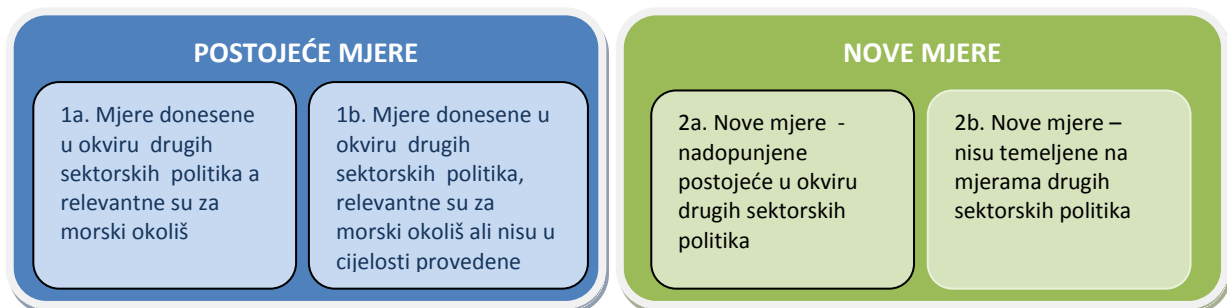 POSTOJEĆE MJERE
1a. Mjere donesene
u okviru drugih
sektorskih politika a
relevantne su za
morski okoliš
1b. Mjere donesene u
okviru drugih
sektorskih politika,
relevantne su za
morski okoliš ali nisu u
cijelosti provedene
NOVE MJERE
2a. Nove mjere -
nadopunjene
postojeće u okviru
drugih sektorskih
politika
2b. Nove mjere –
nisu temeljene na
mjerama drugih
sektorskih politika